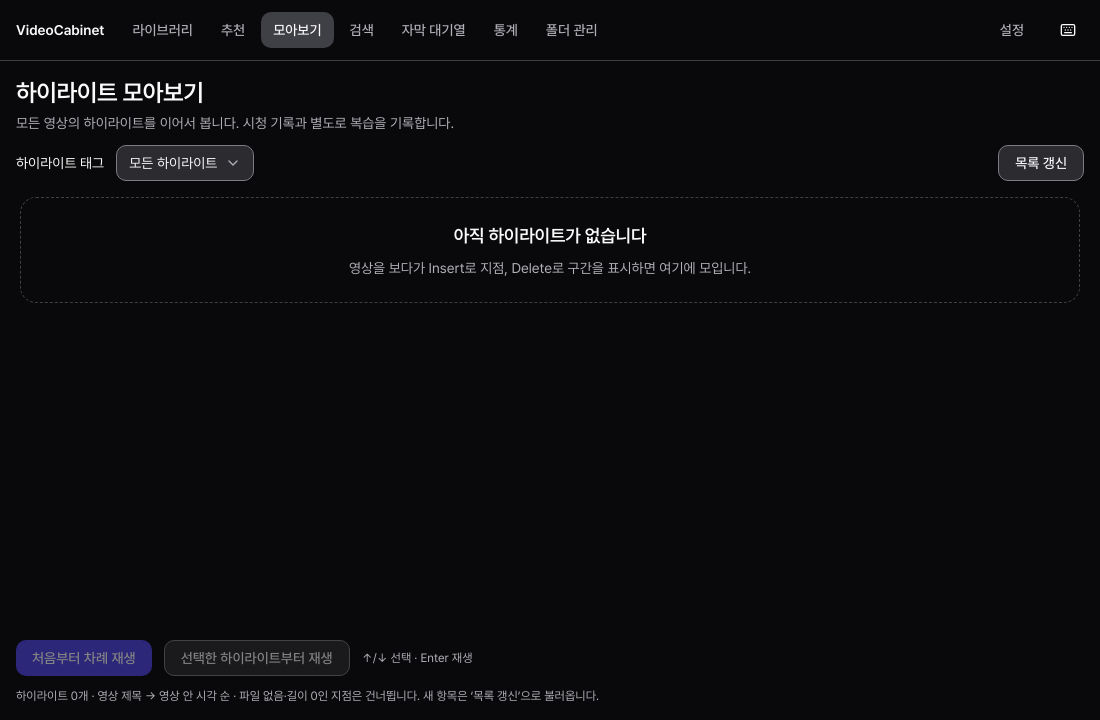 VideoCabinet 라이브러리 추천 모아보기 검색 자막 대기열 통계 폴더 관리 설정
하이라이트 모아보기
모든 영상의 하이라이트를 이어서 봅니다. 시청 기록과 별도로 복습을 기록합니다.
하이라이트 태그 모든 하이라이트 목록 갱신
아직 하이라이트가 없습니다
영상을 보다가 Insert로 지점, Delete로 구간을 표시하면 여기에 모입니다.
처음부터 차례 재생 선택한 하이라이트부터 재생 ↑/↓ 선택 · Enter 재생
하이라이트 0개 · 영상 제목 → 영상 안 시각 순 · 파일 없음·길이 0인 지점은 건너뜁니다. 새 항목은 ‘목록 갱신’으로 불러옵니다.